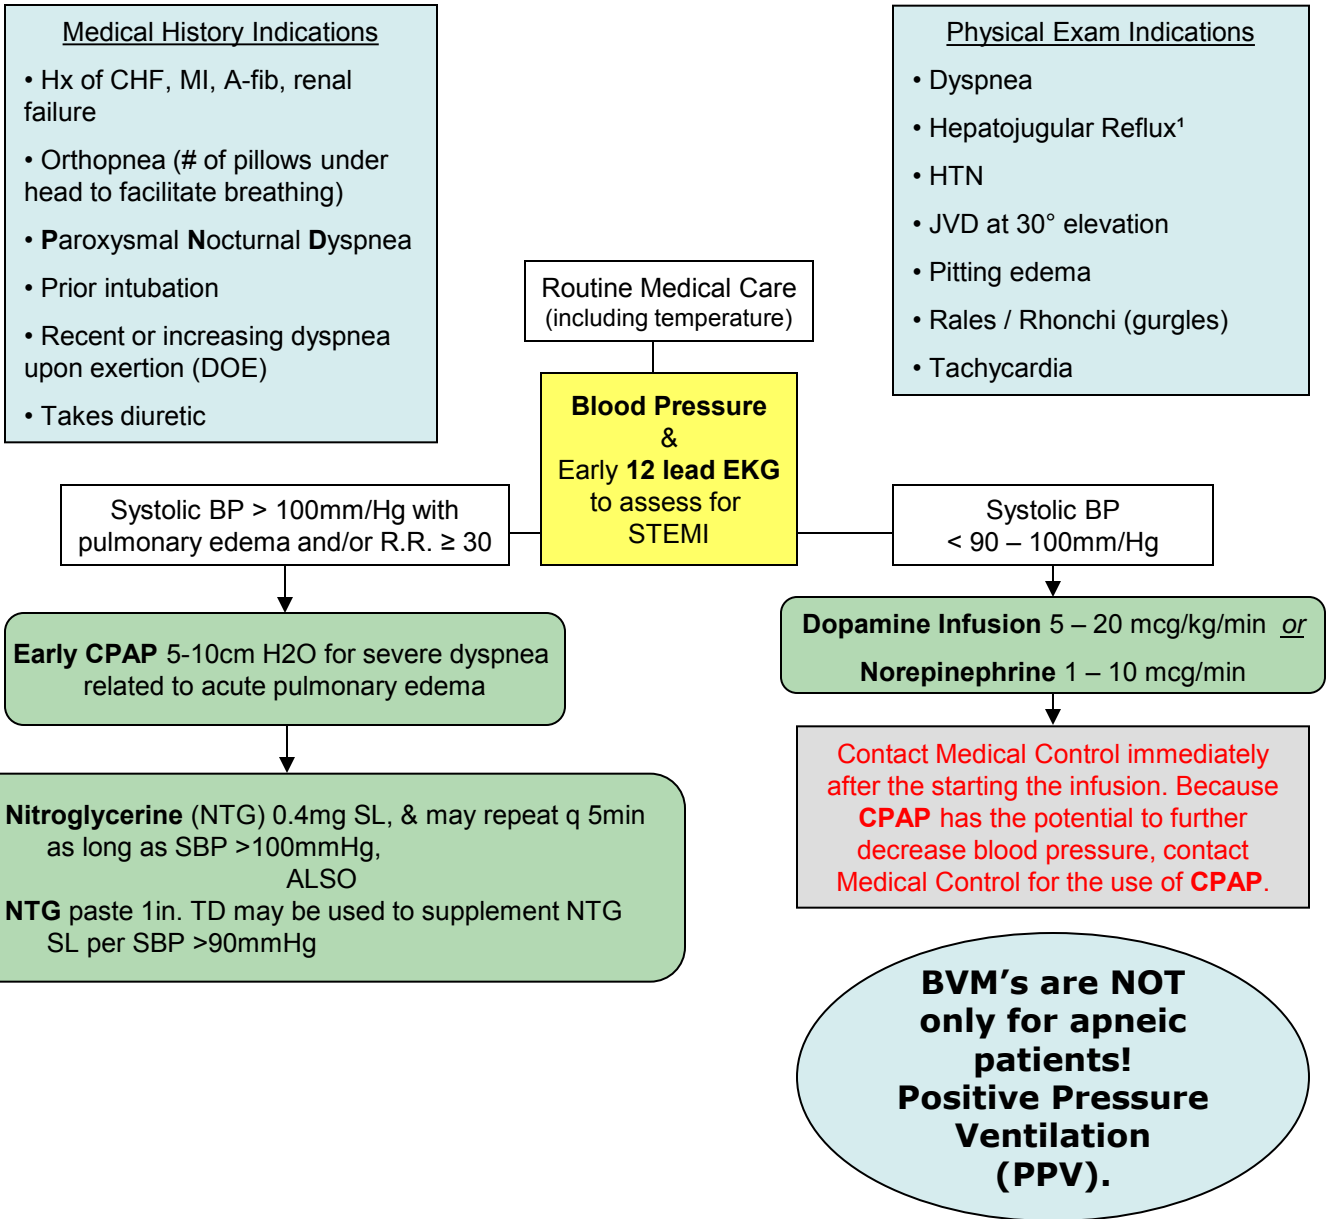 Medical History Indications
• Hx of CHF, MI, A-fib, renal
failure
• Orthopnea (# of pillows under
head to facilitate breathing)
• Paroxysmal Nocturnal Dyspnea
• Prior intubation
• Recent or increasing dyspnea
upon exertion (DOE)
• Takes diuretic
Physical Exam Indications
• Dyspnea
• Hepatojugular Reflux¹
• HTN
• JVD at 30° elevation
• Pitting edema
• Rales / Rhonchi (gurgles)
• Tachycardia
Routine Medical Care
(including temperature)
Blood Pressure
&
Early 12 lead EKG
to assess for
STEMI
Systolic BP > 100mm/Hg with
pulmonary edema and/or R.R. ≥ 30
Systolic BP
< 90 – 100mm/Hg
Early CPAP 5-10cm H2O for severe dyspnea
related to acute pulmonary edema
Dopamine Infusion 5 – 20 mcg/kg/min or
Norepinephrine 1 – 10 mcg/min
Nitroglycerine (NTG) 0.4mg SL, & may repeat q 5min
as long as SBP >100mmHg,
ALSO
NTG paste 1in. TD may be used to supplement NTG
SL per SBP >90mmHg
Contact Medical Control immediately
after the starting the infusion. Because
CPAP has the potential to further
decrease blood pressure, contact
Medical Control for the use of CPAP.
BVM's are NOT
only for apneic
patients!
Positive Pressure
Ventilation
(PPV).